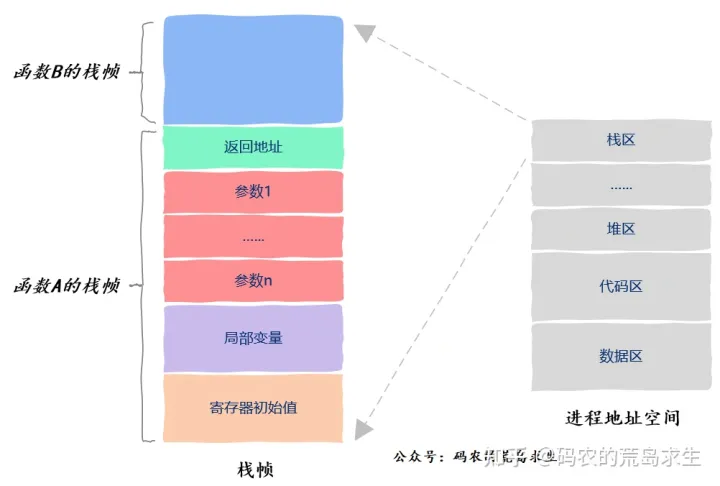 函数B的栈帧
返回地址
参数1
......
参数n
局部变量
寄存器初始值
函数A的栈帧
栈帧
栈区
......
堆区
代码区
数据区
进程地址空间
公众号：码农的荒岛求生
知乎 @码农的荒岛求生